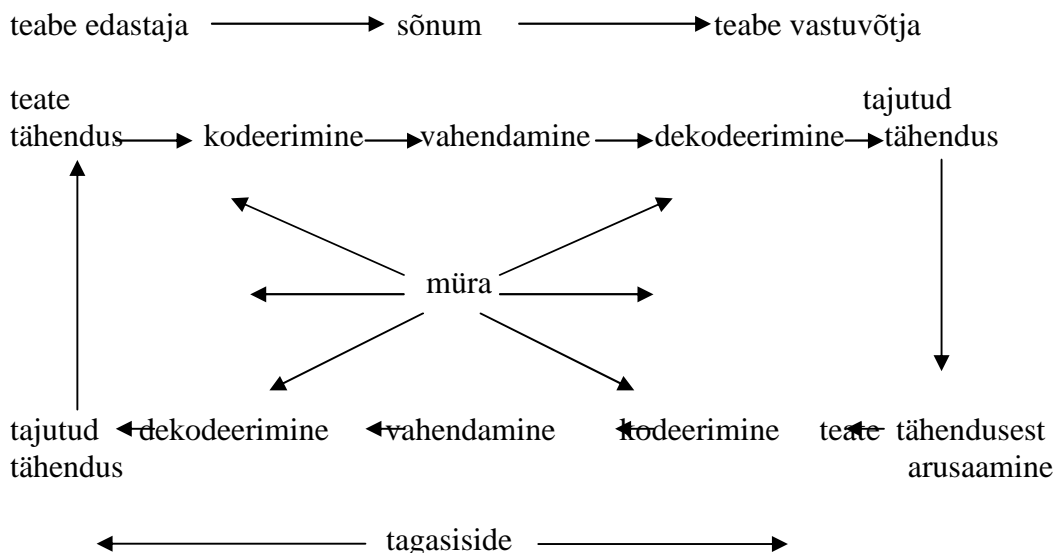 teabe edastaja sõnum teabe vastuvõtja
teate tajutud
tähendus kodeerimine vahendamine dekodeerimine tähendus
müra
tajutud dekodeerimine vahendamine kodeerimine teate tähendusest
tähendus arusaamine
tagasiside